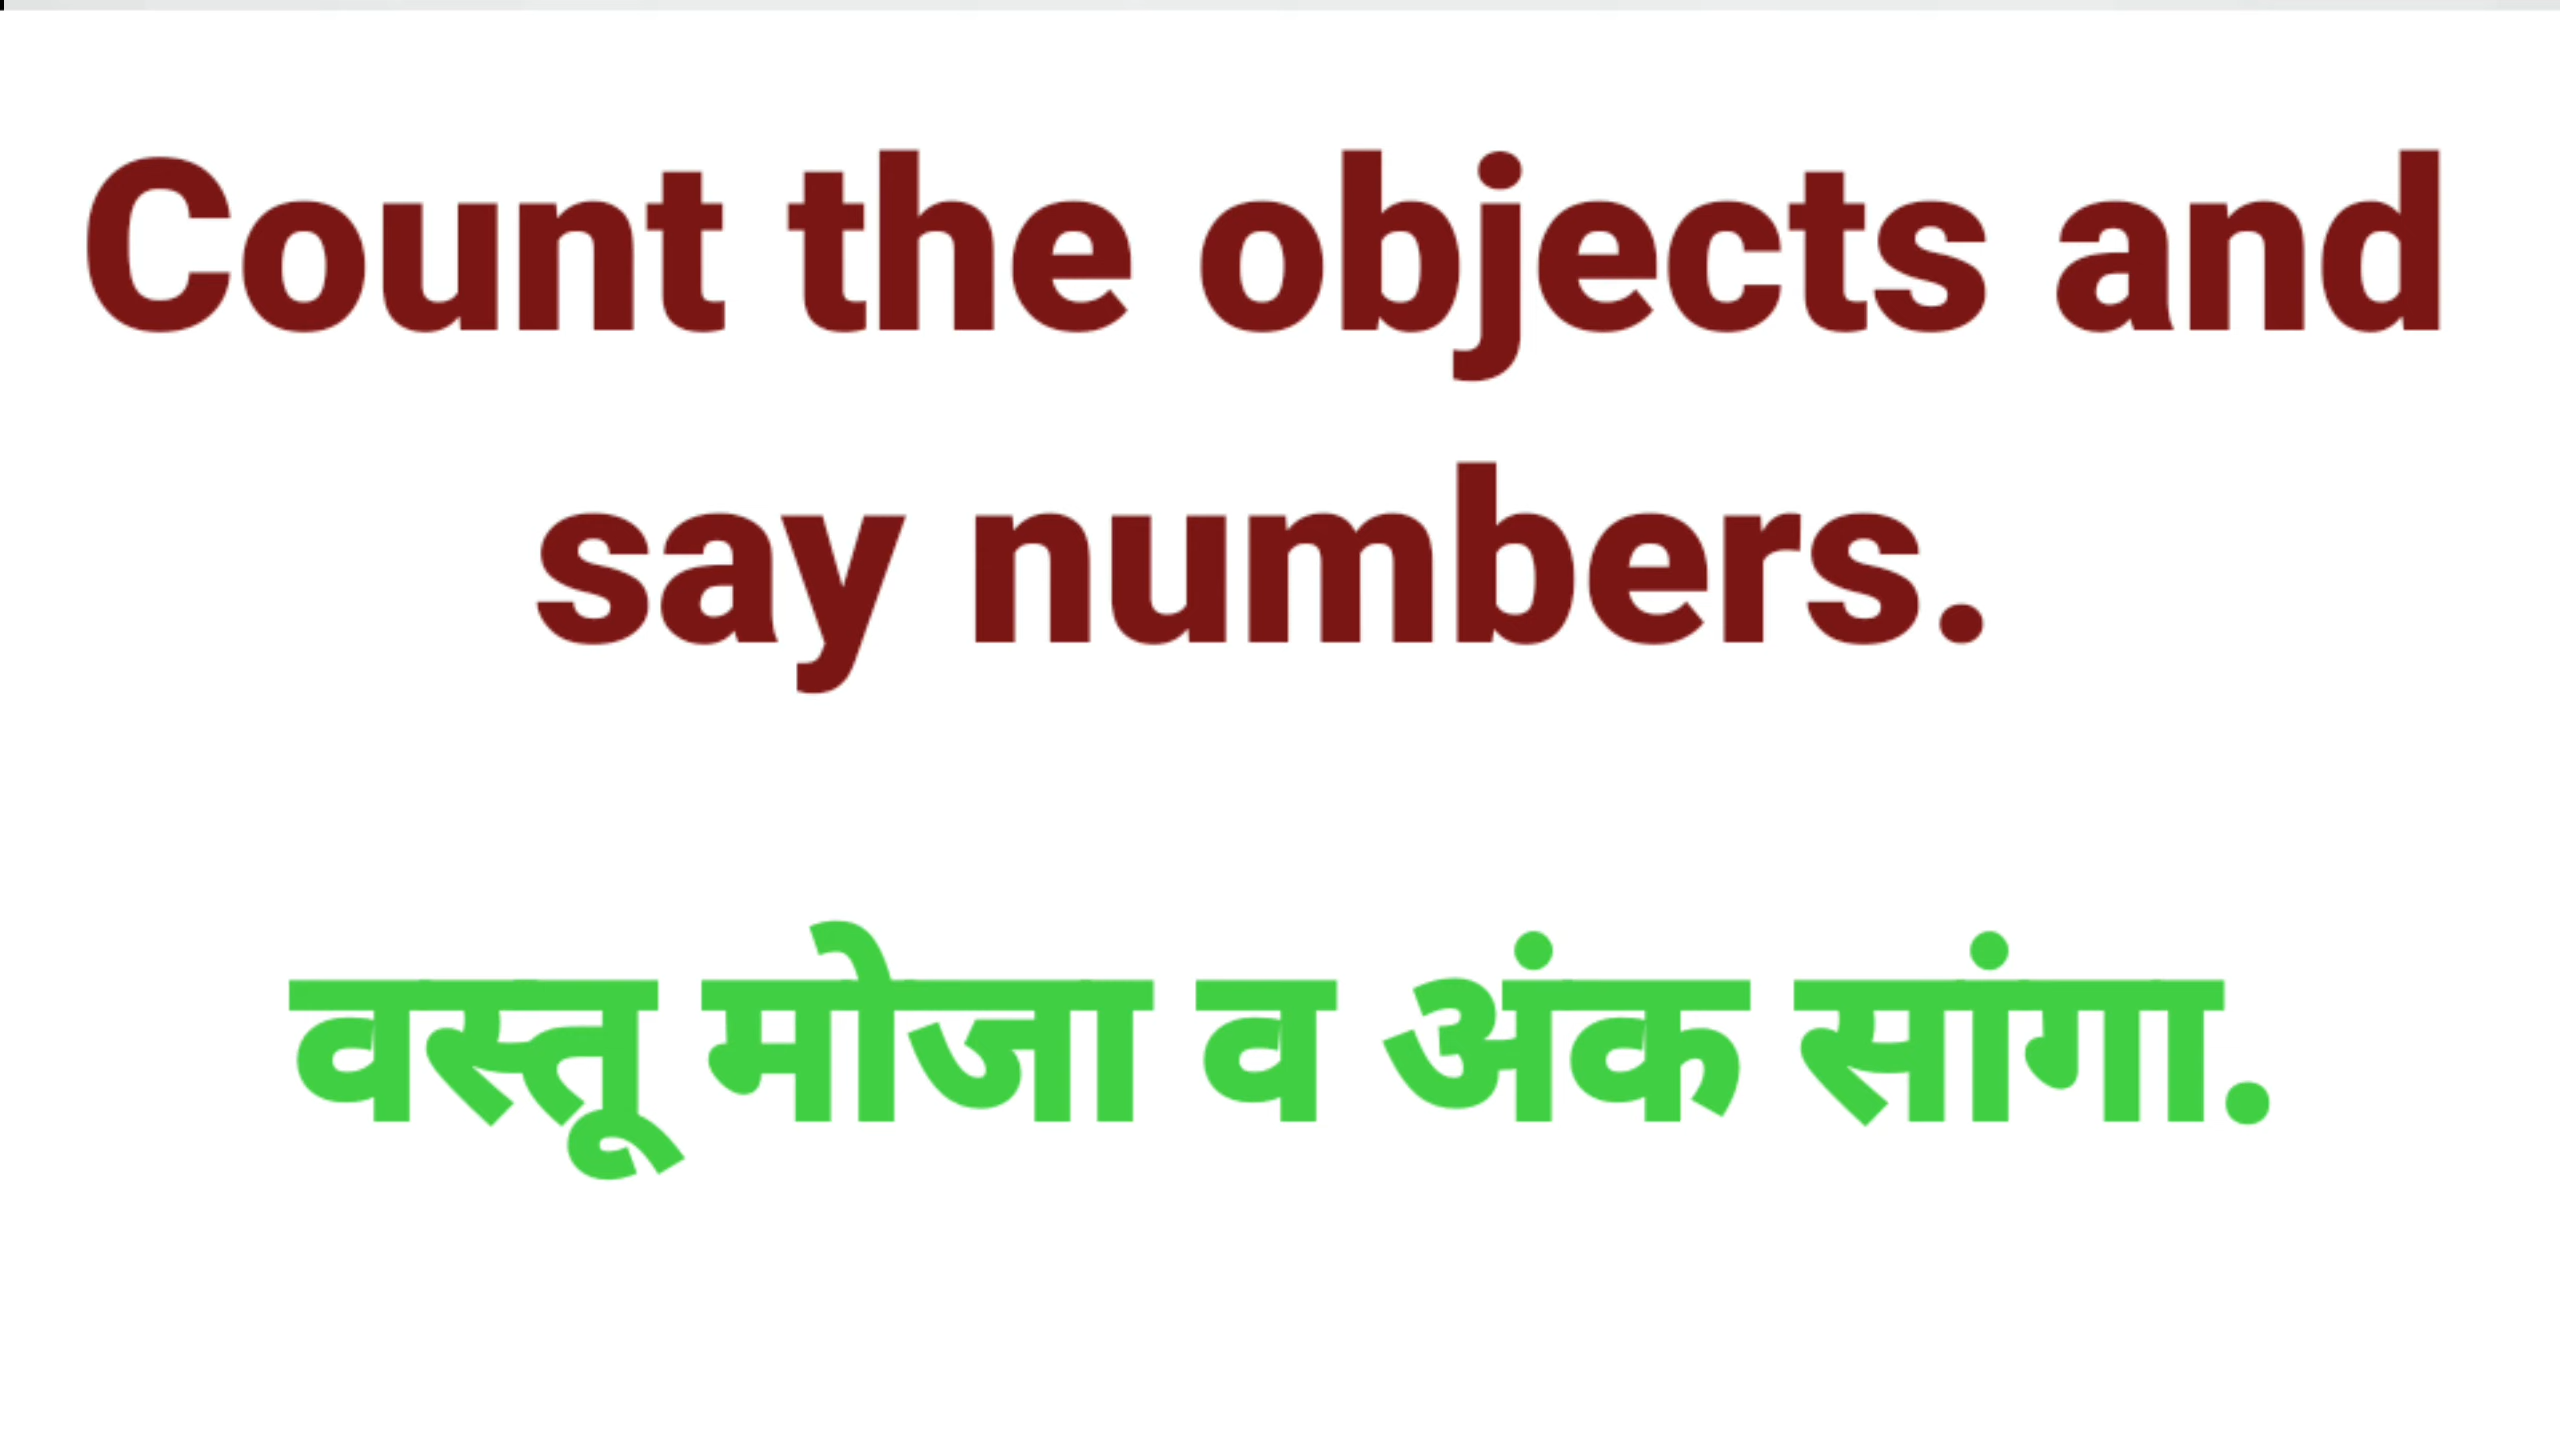 Count the objects and
say numbers.
वस्तू मोजा व अंक सांगा.